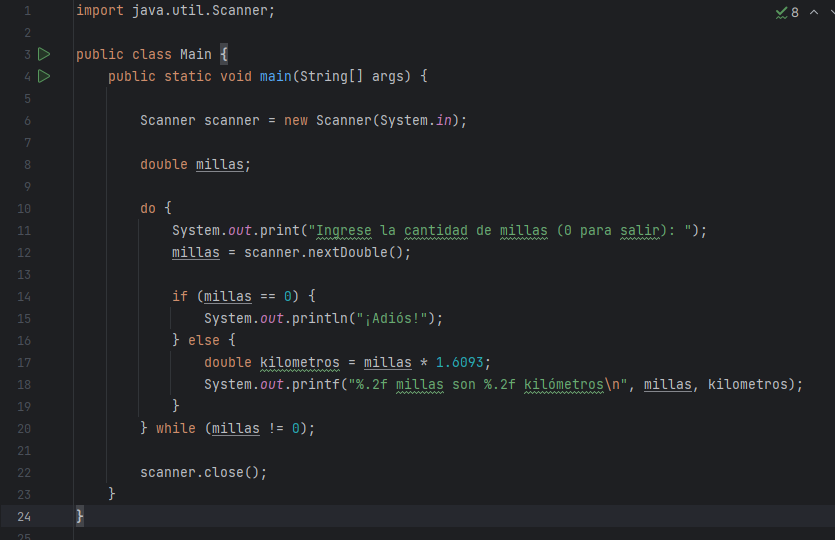 8
1 import java.util.Scanner;
2
3 public class Main {
4     public static void main(String[] args) {
5
6         Scanner scanner = new Scanner(System.in);
7
8         double millas;
9
10         do {
11             System.out.print("Ingrese la cantidad de millas (0 para salir): ");
12             millas = scanner.nextDouble();
13
14             if (millas == 0) {
15                 System.out.println("¡Adiós!");
16             } else {
17                 double kilometros = millas * 1.6093;
18                 System.out.printf("%.2f millas son %.2f kilómetros\n", millas, kilometros);
19             }
20         } while (millas != 0);
21
22         scanner.close();
23     }
24 }
25